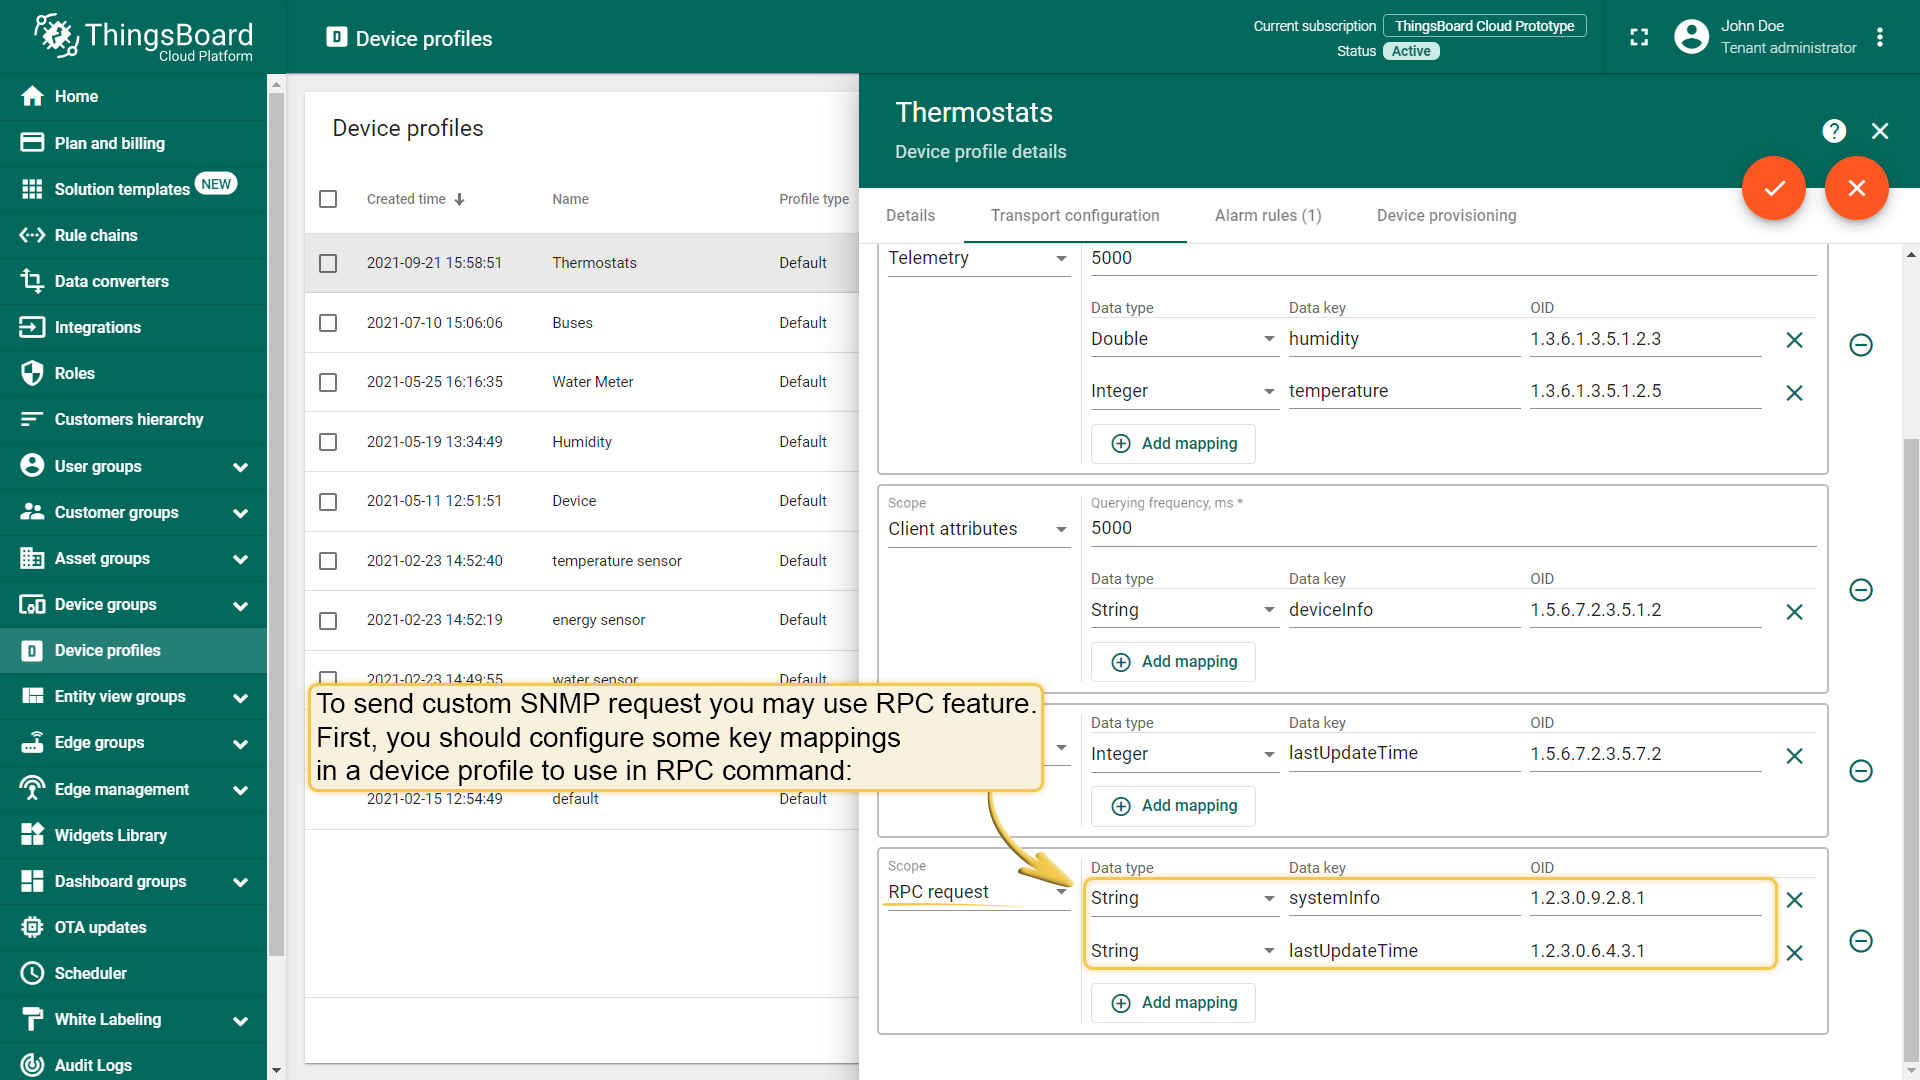 ThingsBoard
Cloud Platform
Device profiles
Current subscription ThingsBoard Cloud Prototype
Status Active
John Doe
Tenant administrator
Home
Plan and billing
Solution templates NEW
Rule chains
Data converters
Integrations
Roles
Customers hierarchy
User groups
Customer groups
Asset groups
Device groups
Device profiles
Entity view groups
Edge groups
Edge management
Widgets Library
Dashboard groups
OTA updates
Scheduler
White Labeling
Audit Logs
Device profiles
Created time Name Profile type
2021-09-21 15:58:51 Thermostats Default
2021-07-10 15:06:06 Buses Default
2021-05-25 16:16:35 Water Meter Default
2021-05-19 13:34:49 Humidity Default
2021-05-11 12:51:51 Device Default
2021-02-23 14:52:40 temperature sensor Default
2021-02-23 14:52:19 energy sensor Default
2021-02-23 14:49:55 water sensor Default
2021-02-15 12:54:49 default Default
To send custom SNMP request you may use RPC feature.
First, you should configure some key mappings
in a device profile to use in RPC command:
Thermostats
Device profile details
Details Transport configuration Alarm rules (1) Device provisioning
Telemetry 5000
Data type Data key OID
Double humidity 1.3.6.1.3.5.1.2.3
Integer temperature 1.3.6.1.3.5.1.2.5
Add mapping
Scope Querying frequency, ms *
Client attributes 5000
Data type Data key OID
String deviceInfo 1.5.6.7.2.3.5.1.2
Add mapping
Data type Data key OID
Integer lastUpdateTime 1.5.6.7.2.3.5.7.2
Add mapping
Scope Data type Data key OID
RPC request String systemInfo 1.2.3.0.9.2.8.1
String lastUpdateTime 1.2.3.0.6.4.3.1
Add mapping